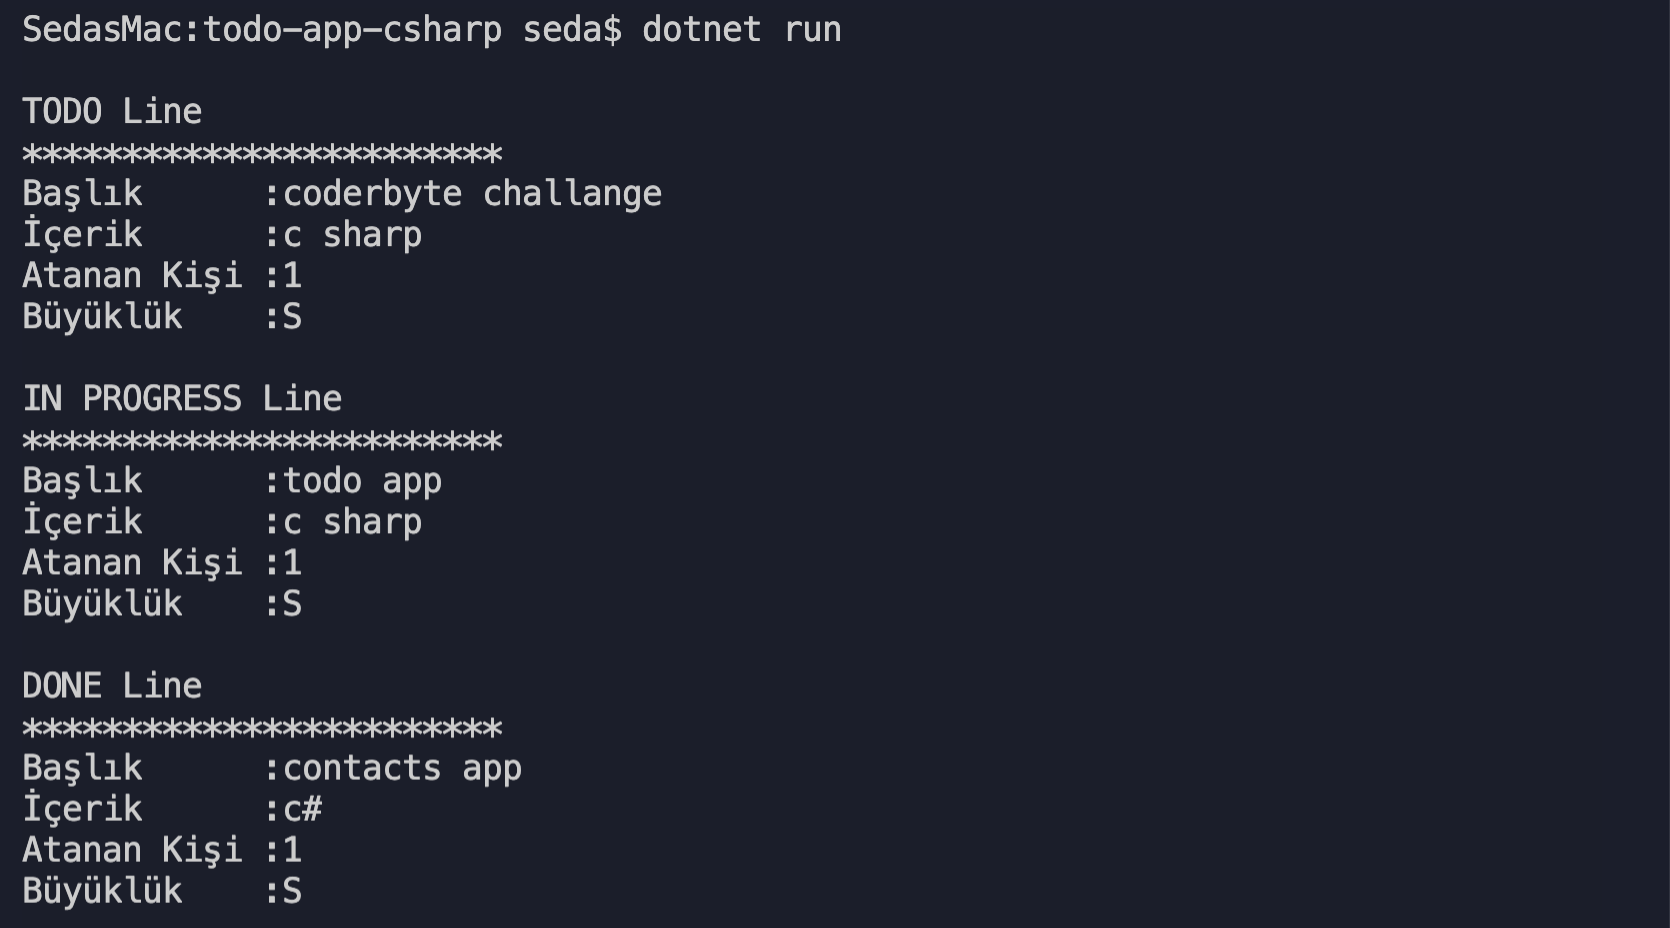 SedasMac:todo-app-csharp seda$ dotnet run
TODO Line
************************
Başlık      :coderbyte challange
İçerik      :c sharp
Atanan Kişi :1
Büyüklük    :S
IN PROGRESS Line
************************
Başlık      :todo app
İçerik      :c sharp
Atanan Kişi :1
Büyüklük    :S
DONE Line
************************
Başlık      :contacts app
İçerik      :c#
Atanan Kişi :1
Büyüklük    :S